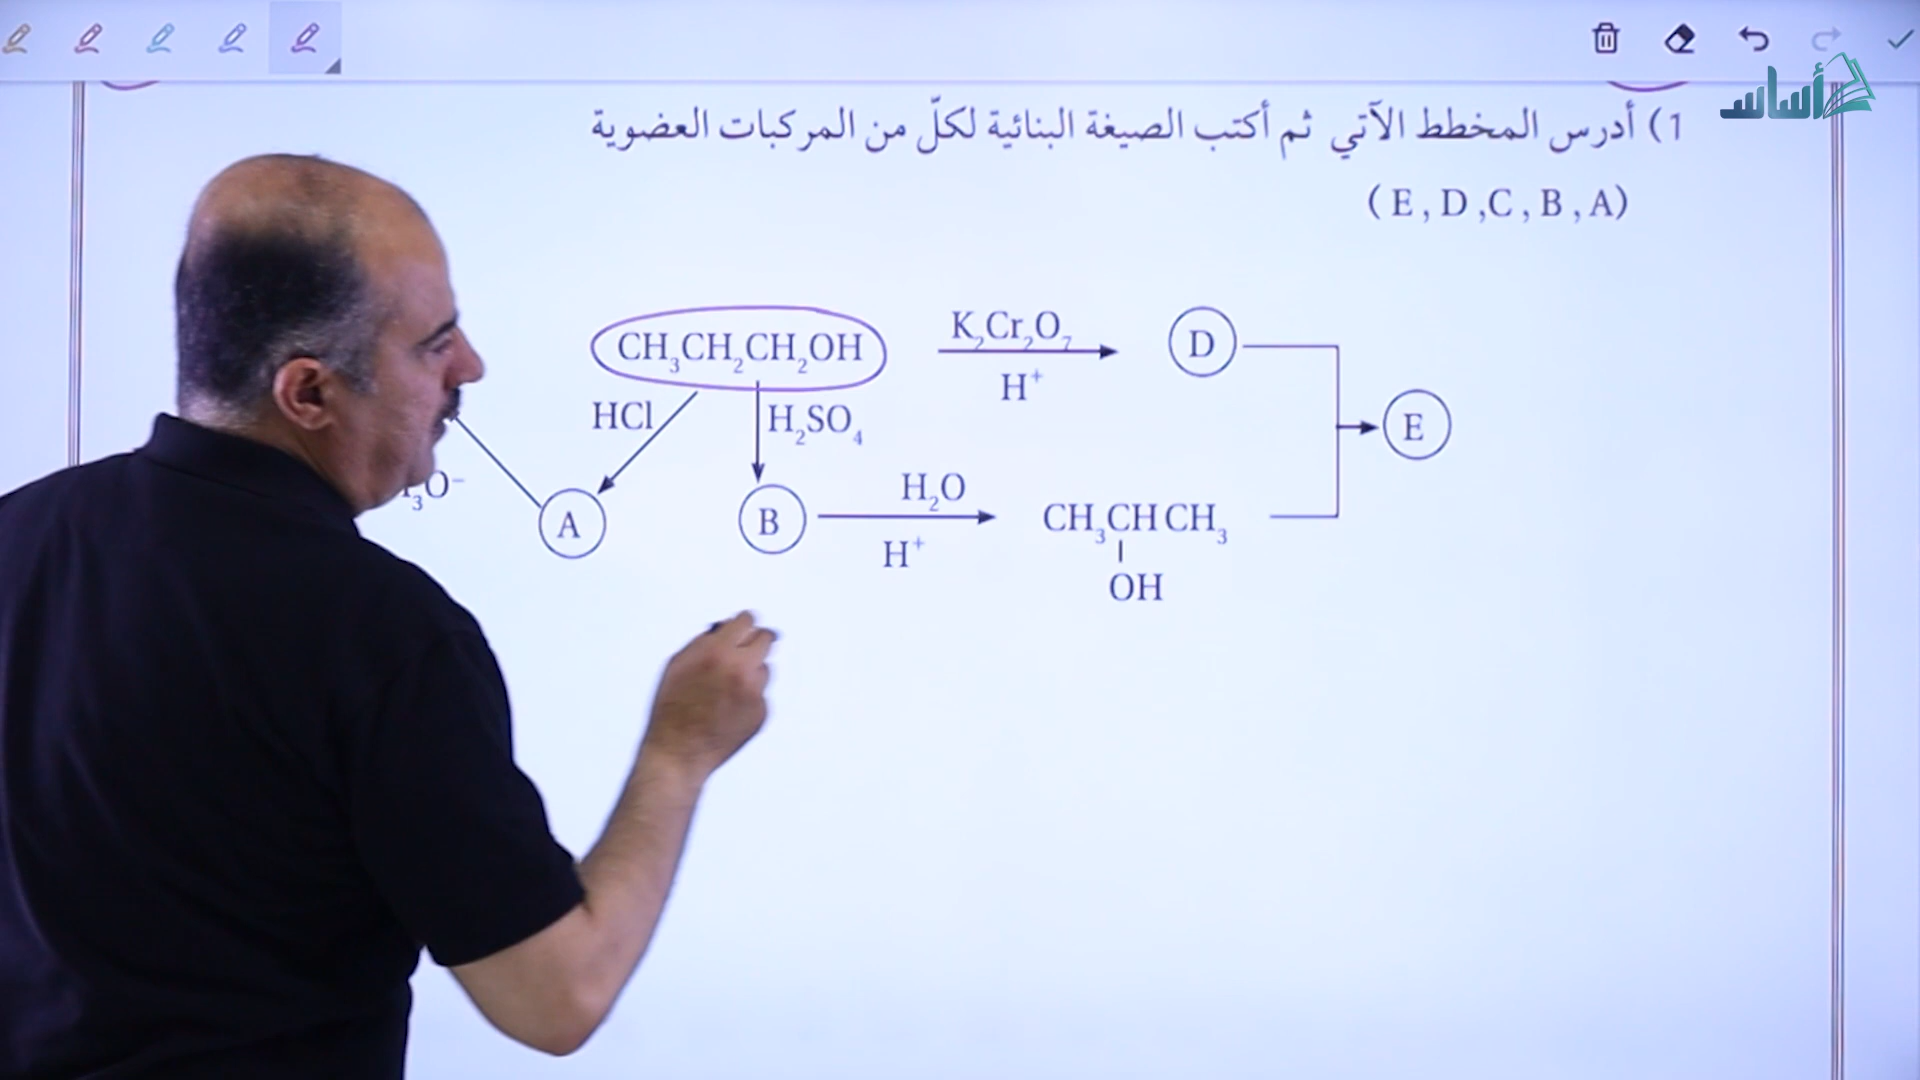 أساس
1) أدرس المخطط الآتي ثم أكتب الصيغة البنائية لكلّ من المركبات العضوية
(E , D ,C , B , A)
CH₃CH₂CH₂OH
K₂Cr₂O₇
H⁺
D
HCl
H₂SO₄
E
₃O⁻
A
B
H₂O
H⁺
CH₃CHCH₃
OH